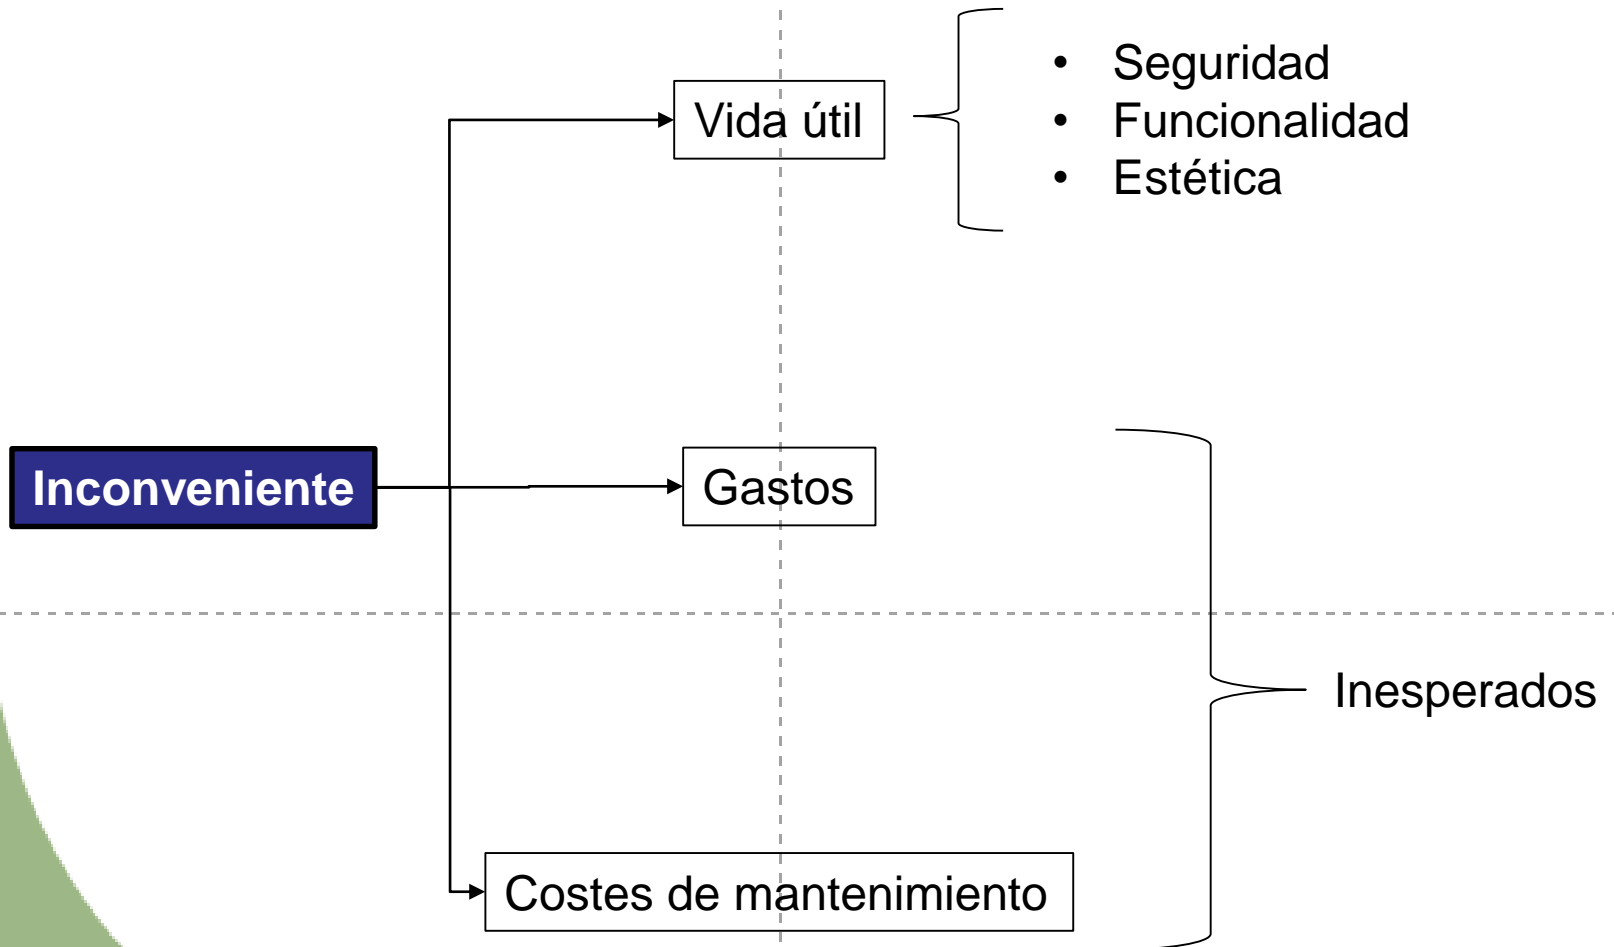 • Seguridad
Vida útil
• Funcionalidad
• Estética
Inconveniente
Gastos
Inesperados
Costes de mantenimiento